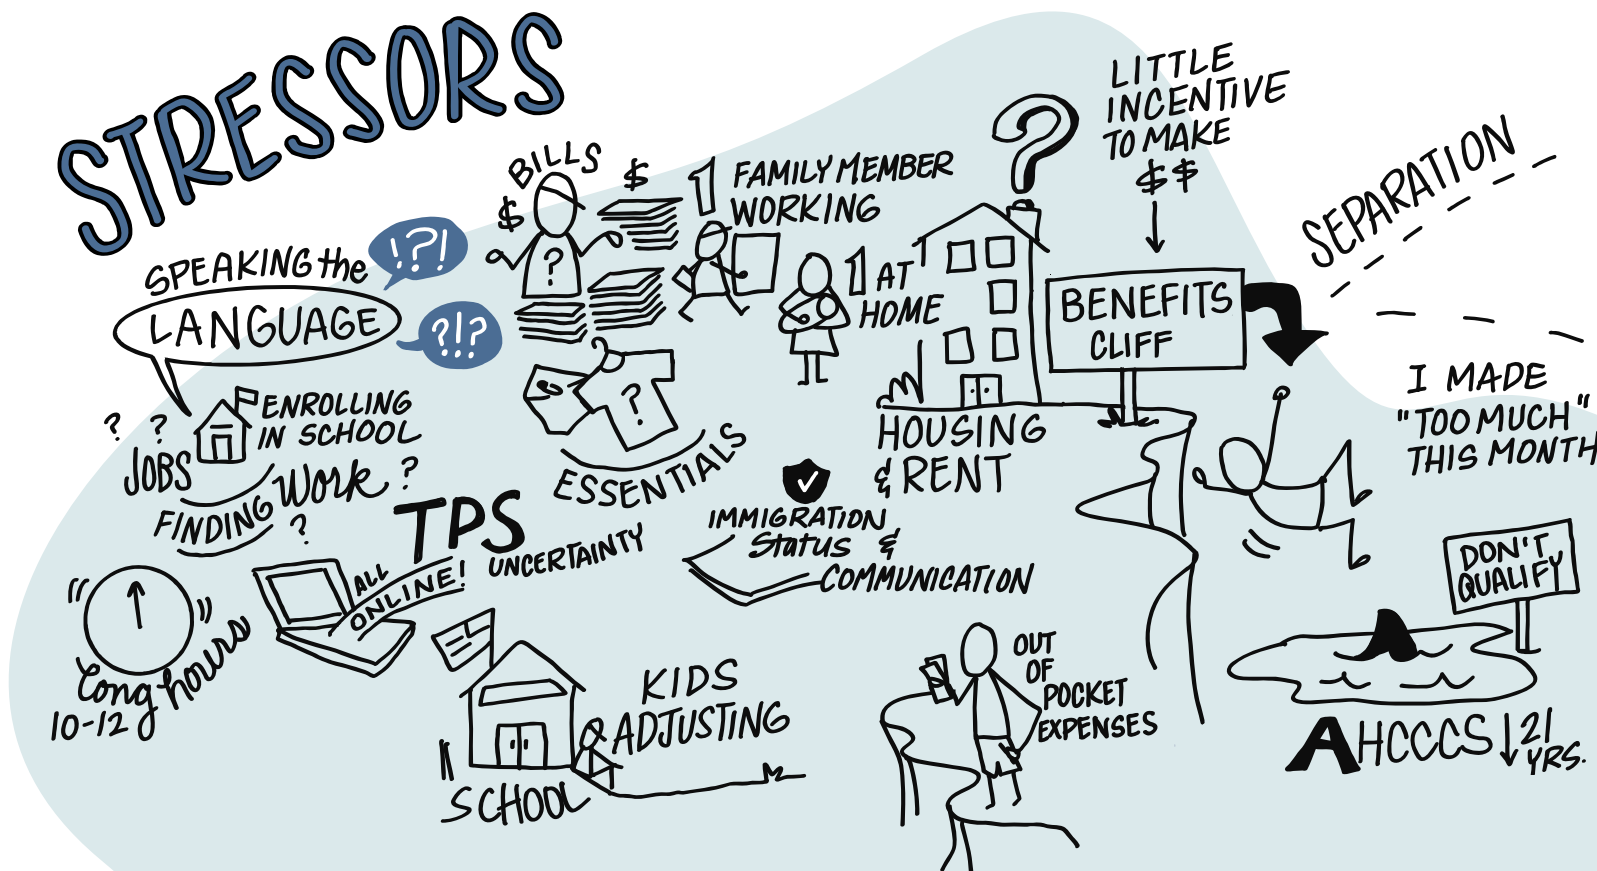 STRESSORS
SPEAKING the
LANGUAGE
!?!
?!?
? ?
JOBS
ENROLLING
IN SCHOOL
FINDING Work ?
?
BILLS
$ $
?
1 FAMILY MEMBER
WORKING
1 AT
HOME
?
ESSENTIALS
?
HOUSING
& RENT
LITTLE
INCENTIVE
TO MAKE
$$
BENEFITS
CLIFF
SEPARATION
I MADE
"TOO MUCH"
THIS MONTH
TPS
UNCERTAINTY
ALL
ONLINE!
IMMIGRATION
Status &
COMMUNICATION
long hours
10-12
KIDS
ADJUSTING
SCHOOL
OUT
OF
POCKET
EXPENSES
DON'T
QUALIFY
AHCCCS ↓ 21
YRS.